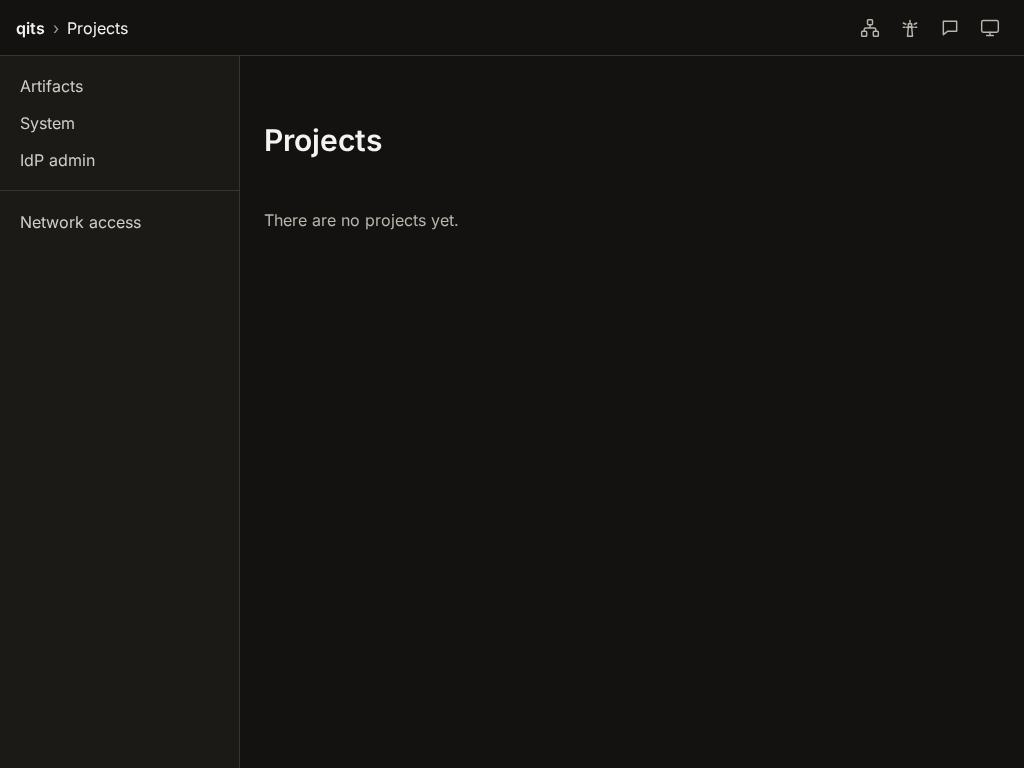 qits › Projects
Artifacts
System
IdP admin
Network access
Projects
There are no projects yet.